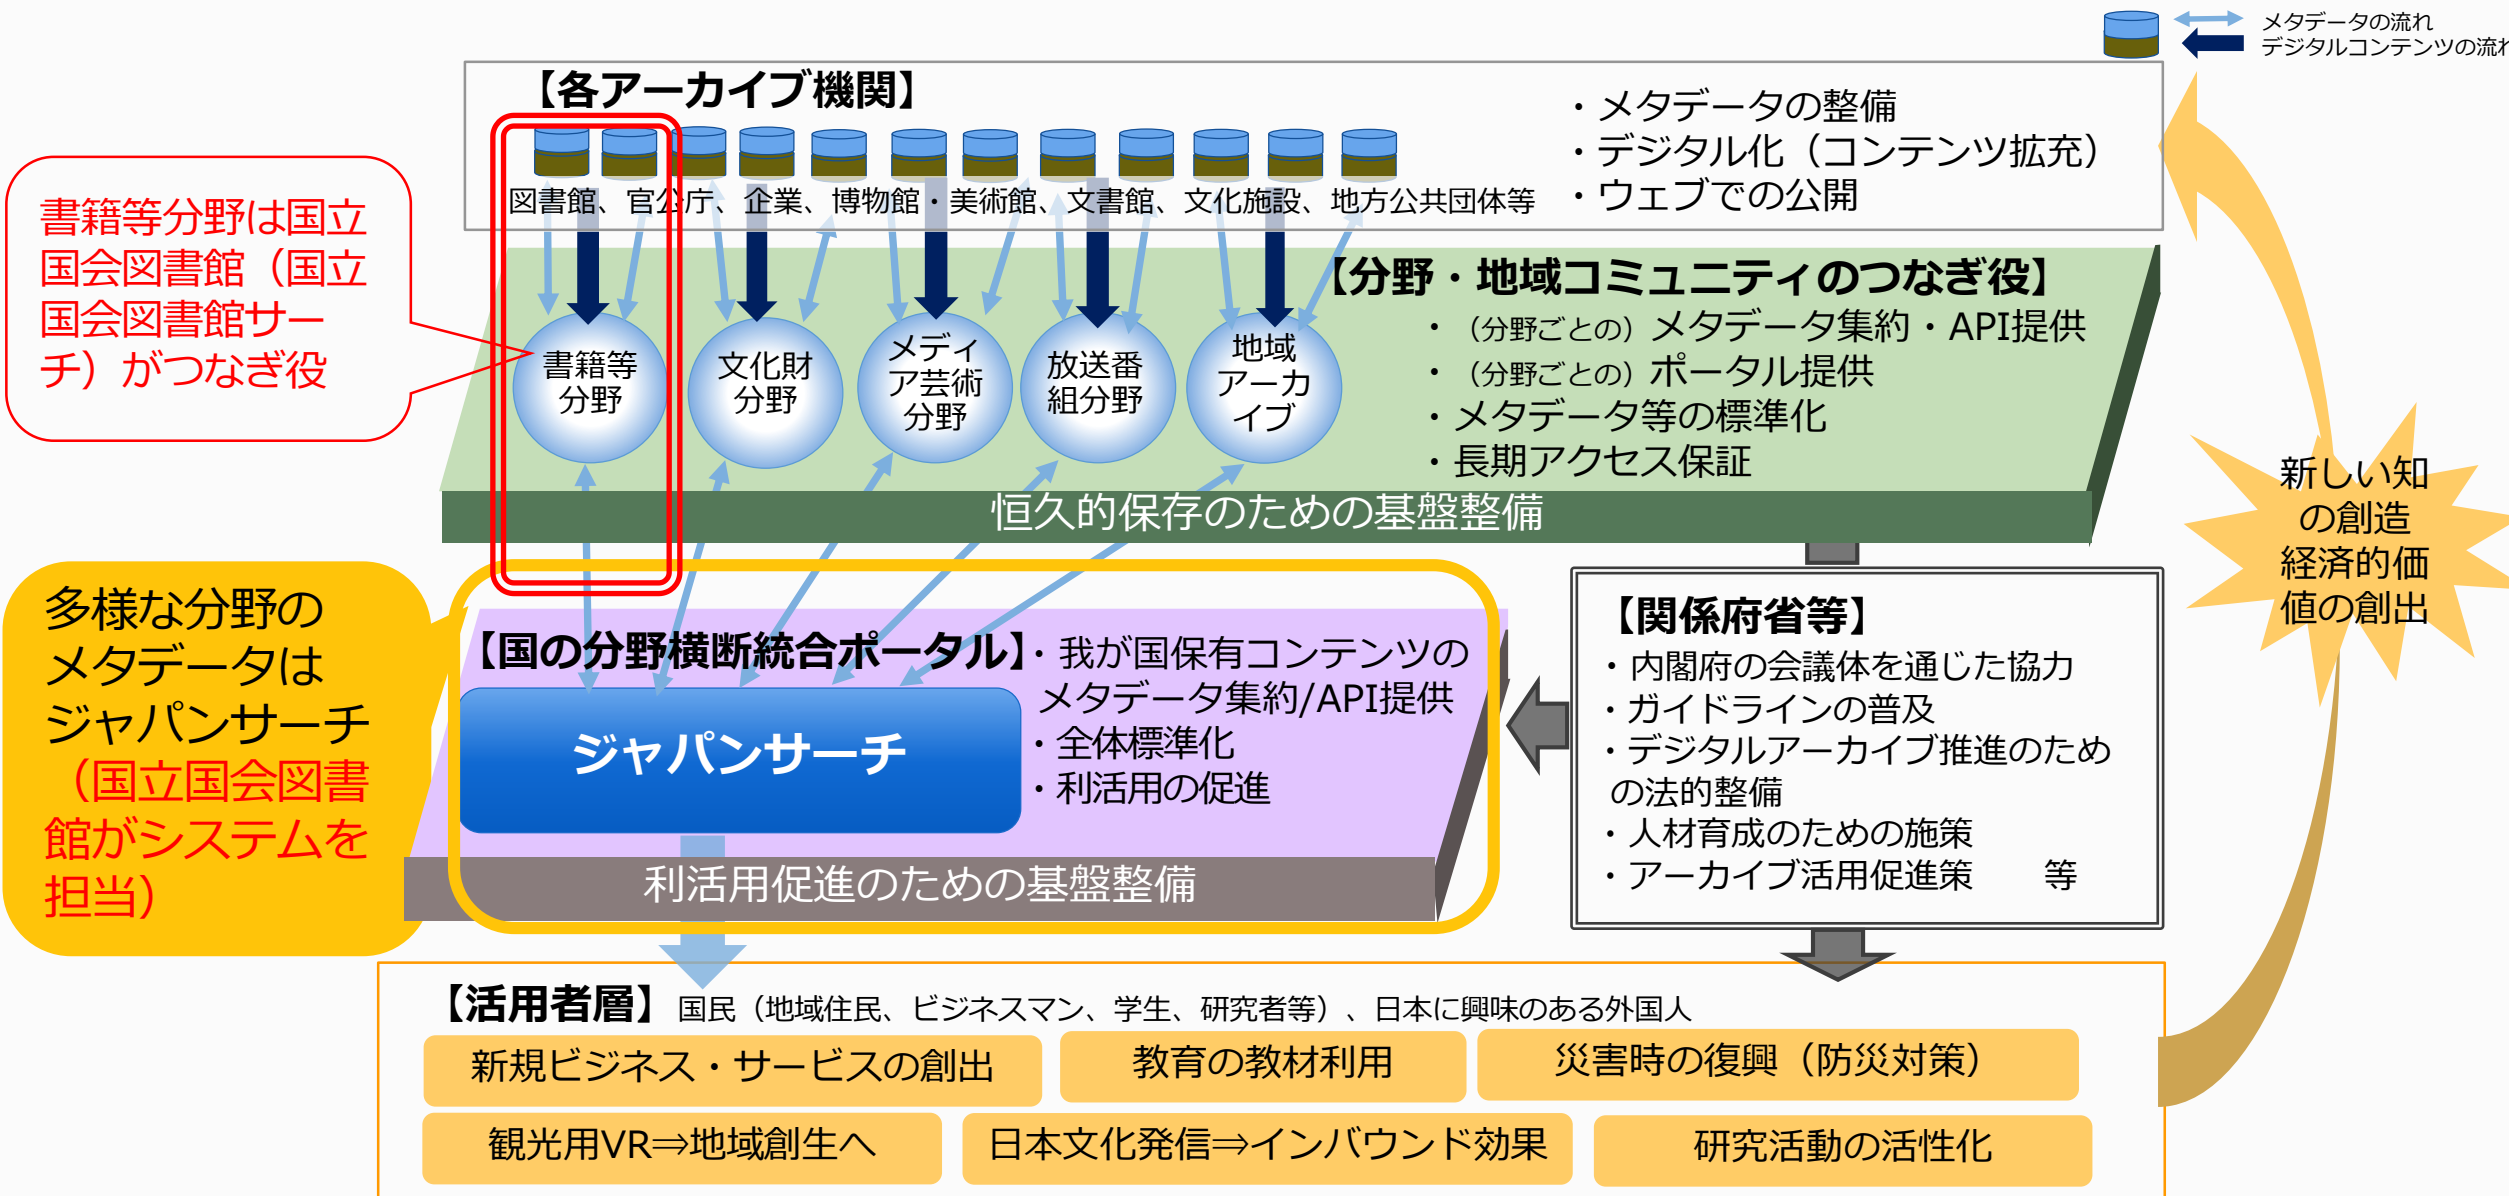 メタデータの流れ
デジタルコンテンツの流れ
【各アーカイブ機関】
・メタデータの整備
・デジタル化（コンテンツ拡充）
・ウェブでの公開
図書館、官公庁、企業、博物館・美術館、文書館、文化施設、地方公共団体等
書籍等分野は国立
国会図書館（国立
国会図書館サー
チ）がつなぎ役
【分野・地域コミュニティのつなぎ役】
・（分野ごとの）メタデータ集約・API提供
・（分野ごとの）ポータル提供
・メタデータ等の標準化
・長期アクセス保証
書籍等
分野
文化財
分野
メディ
ア芸術
分野
放送番
組分野
地域
アーカ
イブ
恒久的保存のための基盤整備
新しい知
の創造
経済的価
値の創出
多様な分野の
メタデータは
ジャパンサーチ
（国立国会図書
館がシステムを
担当）
【国の分野横断統合ポータル】
・我が国保有コンテンツの
メタデータ集約/API提供
・全体標準化
・利活用の促進
ジャパンサーチ
利活用促進のための基盤整備
【関係府省等】
・内閣府の会議体を通じた協力
・ガイドラインの普及
・デジタルアーカイブ推進のため
の法的整備
・人材育成のための施策
・アーカイブ活用促進策　　等
【活用者層】国民（地域住民、ビジネスマン、学生、研究者等）、日本に興味のある外国人
新規ビジネス・サービスの創出
教育の教材利用
災害時の復興（防災対策）
観光用VR⇒地域創生へ
日本文化発信⇒インバウンド効果
研究活動の活性化